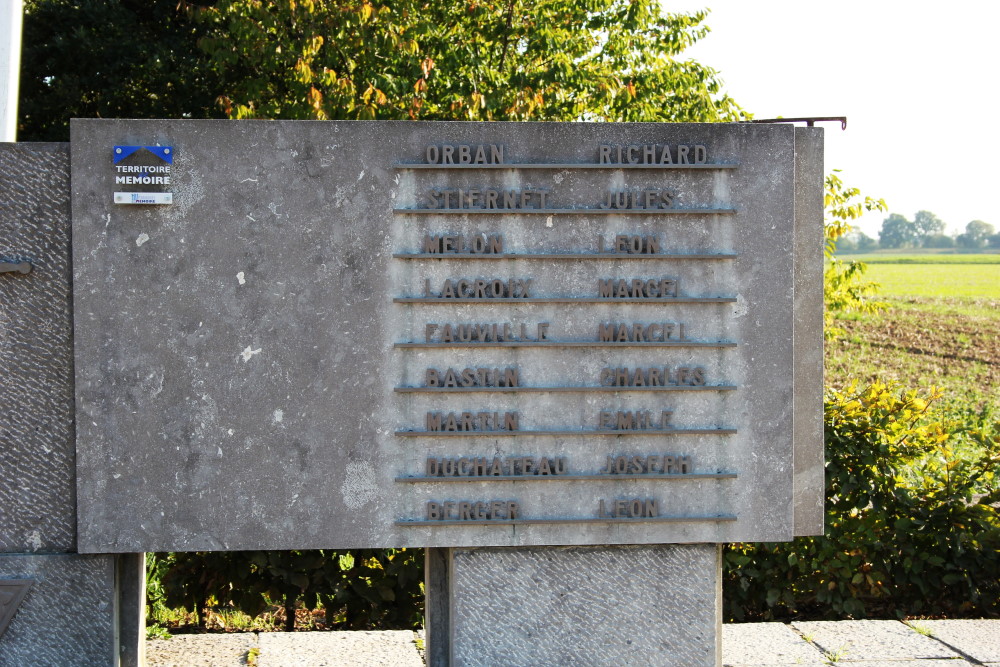 TERRITOIRE
MEMOIRE
MEMOIRE
ORBAN RICHARD
STIERNET JULES
MELON LEON
LACROIX MARCEL
FAUVILLE MARCEL
BASTIN CHARLES
MARTIN EMILE
DUCHATEAU JOSEPH
BERGER LEON